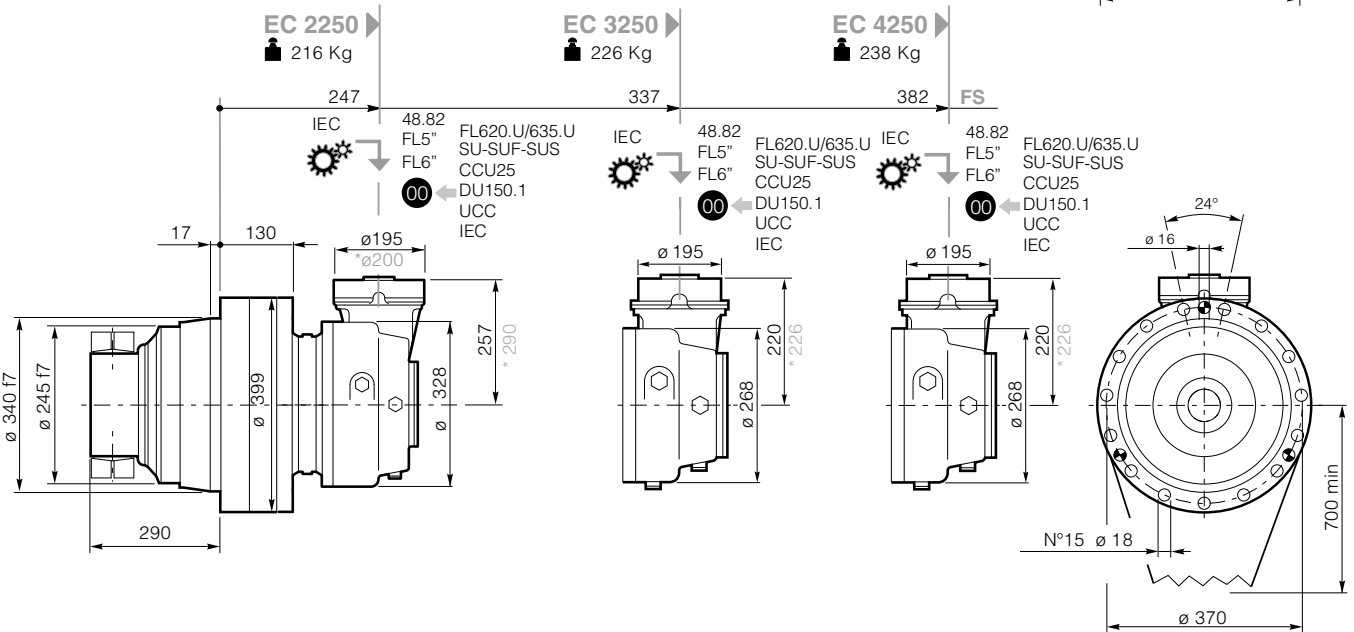 EC 2250
216 Kg
EC 3250
226 Kg
EC 4250
238 Kg
247
337
382
FS
IEC
48.82
FL5"
FL6"
00
FL620.U/635.U
SU-SUF-SUS
CCU25
DU150.1
UCC
IEC
IEC
48.82
FL5"
FL6"
00
FL620.U/635.U
SU-SUF-SUS
CCU25
DU150.1
UCC
IEC
IEC
48.82
FL5"
FL6"
00
FL620.U/635.U
SU-SUF-SUS
CCU25
DU150.1
UCC
IEC
17
130
ø195
*ø200
ø 195
ø 195
24°
ø 16
ø 340 f7
ø 245 f7
ø 399
ø 328
257
* 290
ø 268
220
* 226
ø 268
220
* 226
290
N°15 ø 18
700 min
ø 370